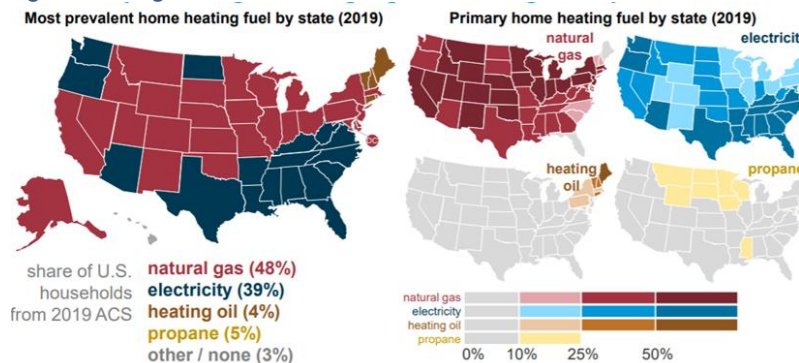 Most prevalent home heating fuel by state (2019)
DC
share of U.S.
households
from 2019 ACS
natural gas (48%)
electricity (39%)
heating oil (4%)
propane (5%)
other / none (3%)
Primary home heating fuel by state (2019)
natural
gas
electricity
heating
oil
propane
natural gas
electricity
heating oil
propane
0% 10% 25% 50%